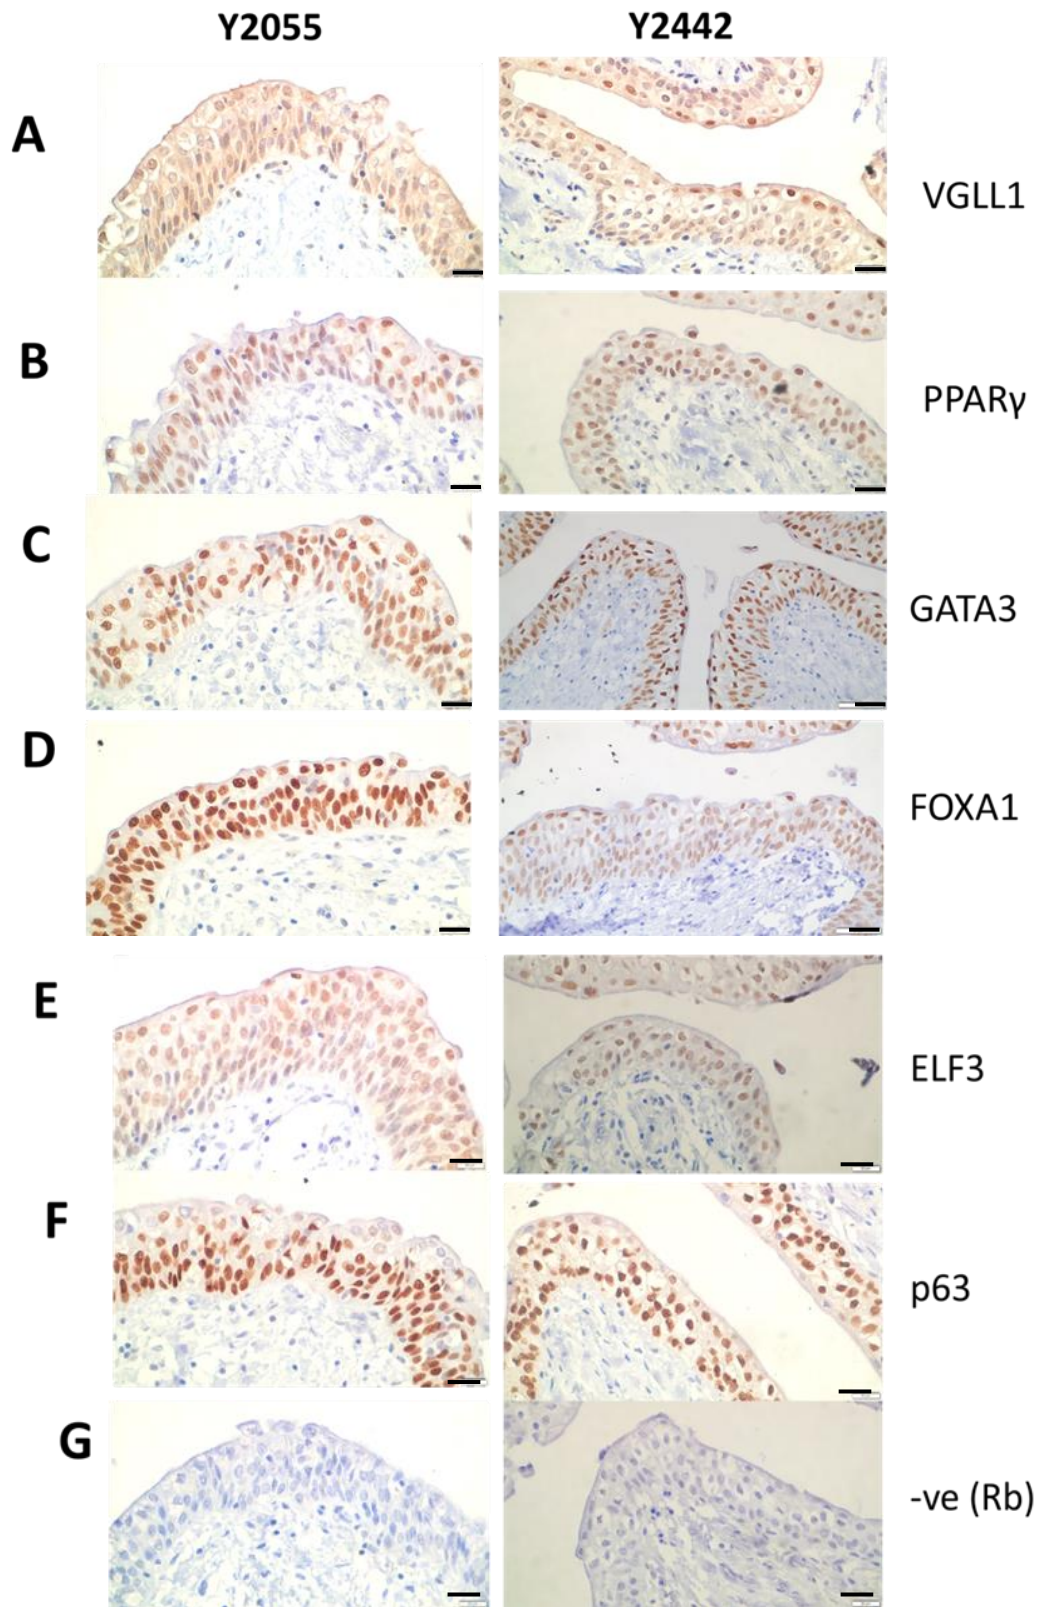 Y2055 Y2442
A VGLL1
B PPARγ
C GATA3
D FOXA1
E ELF3
F p63
G -ve (Rb)